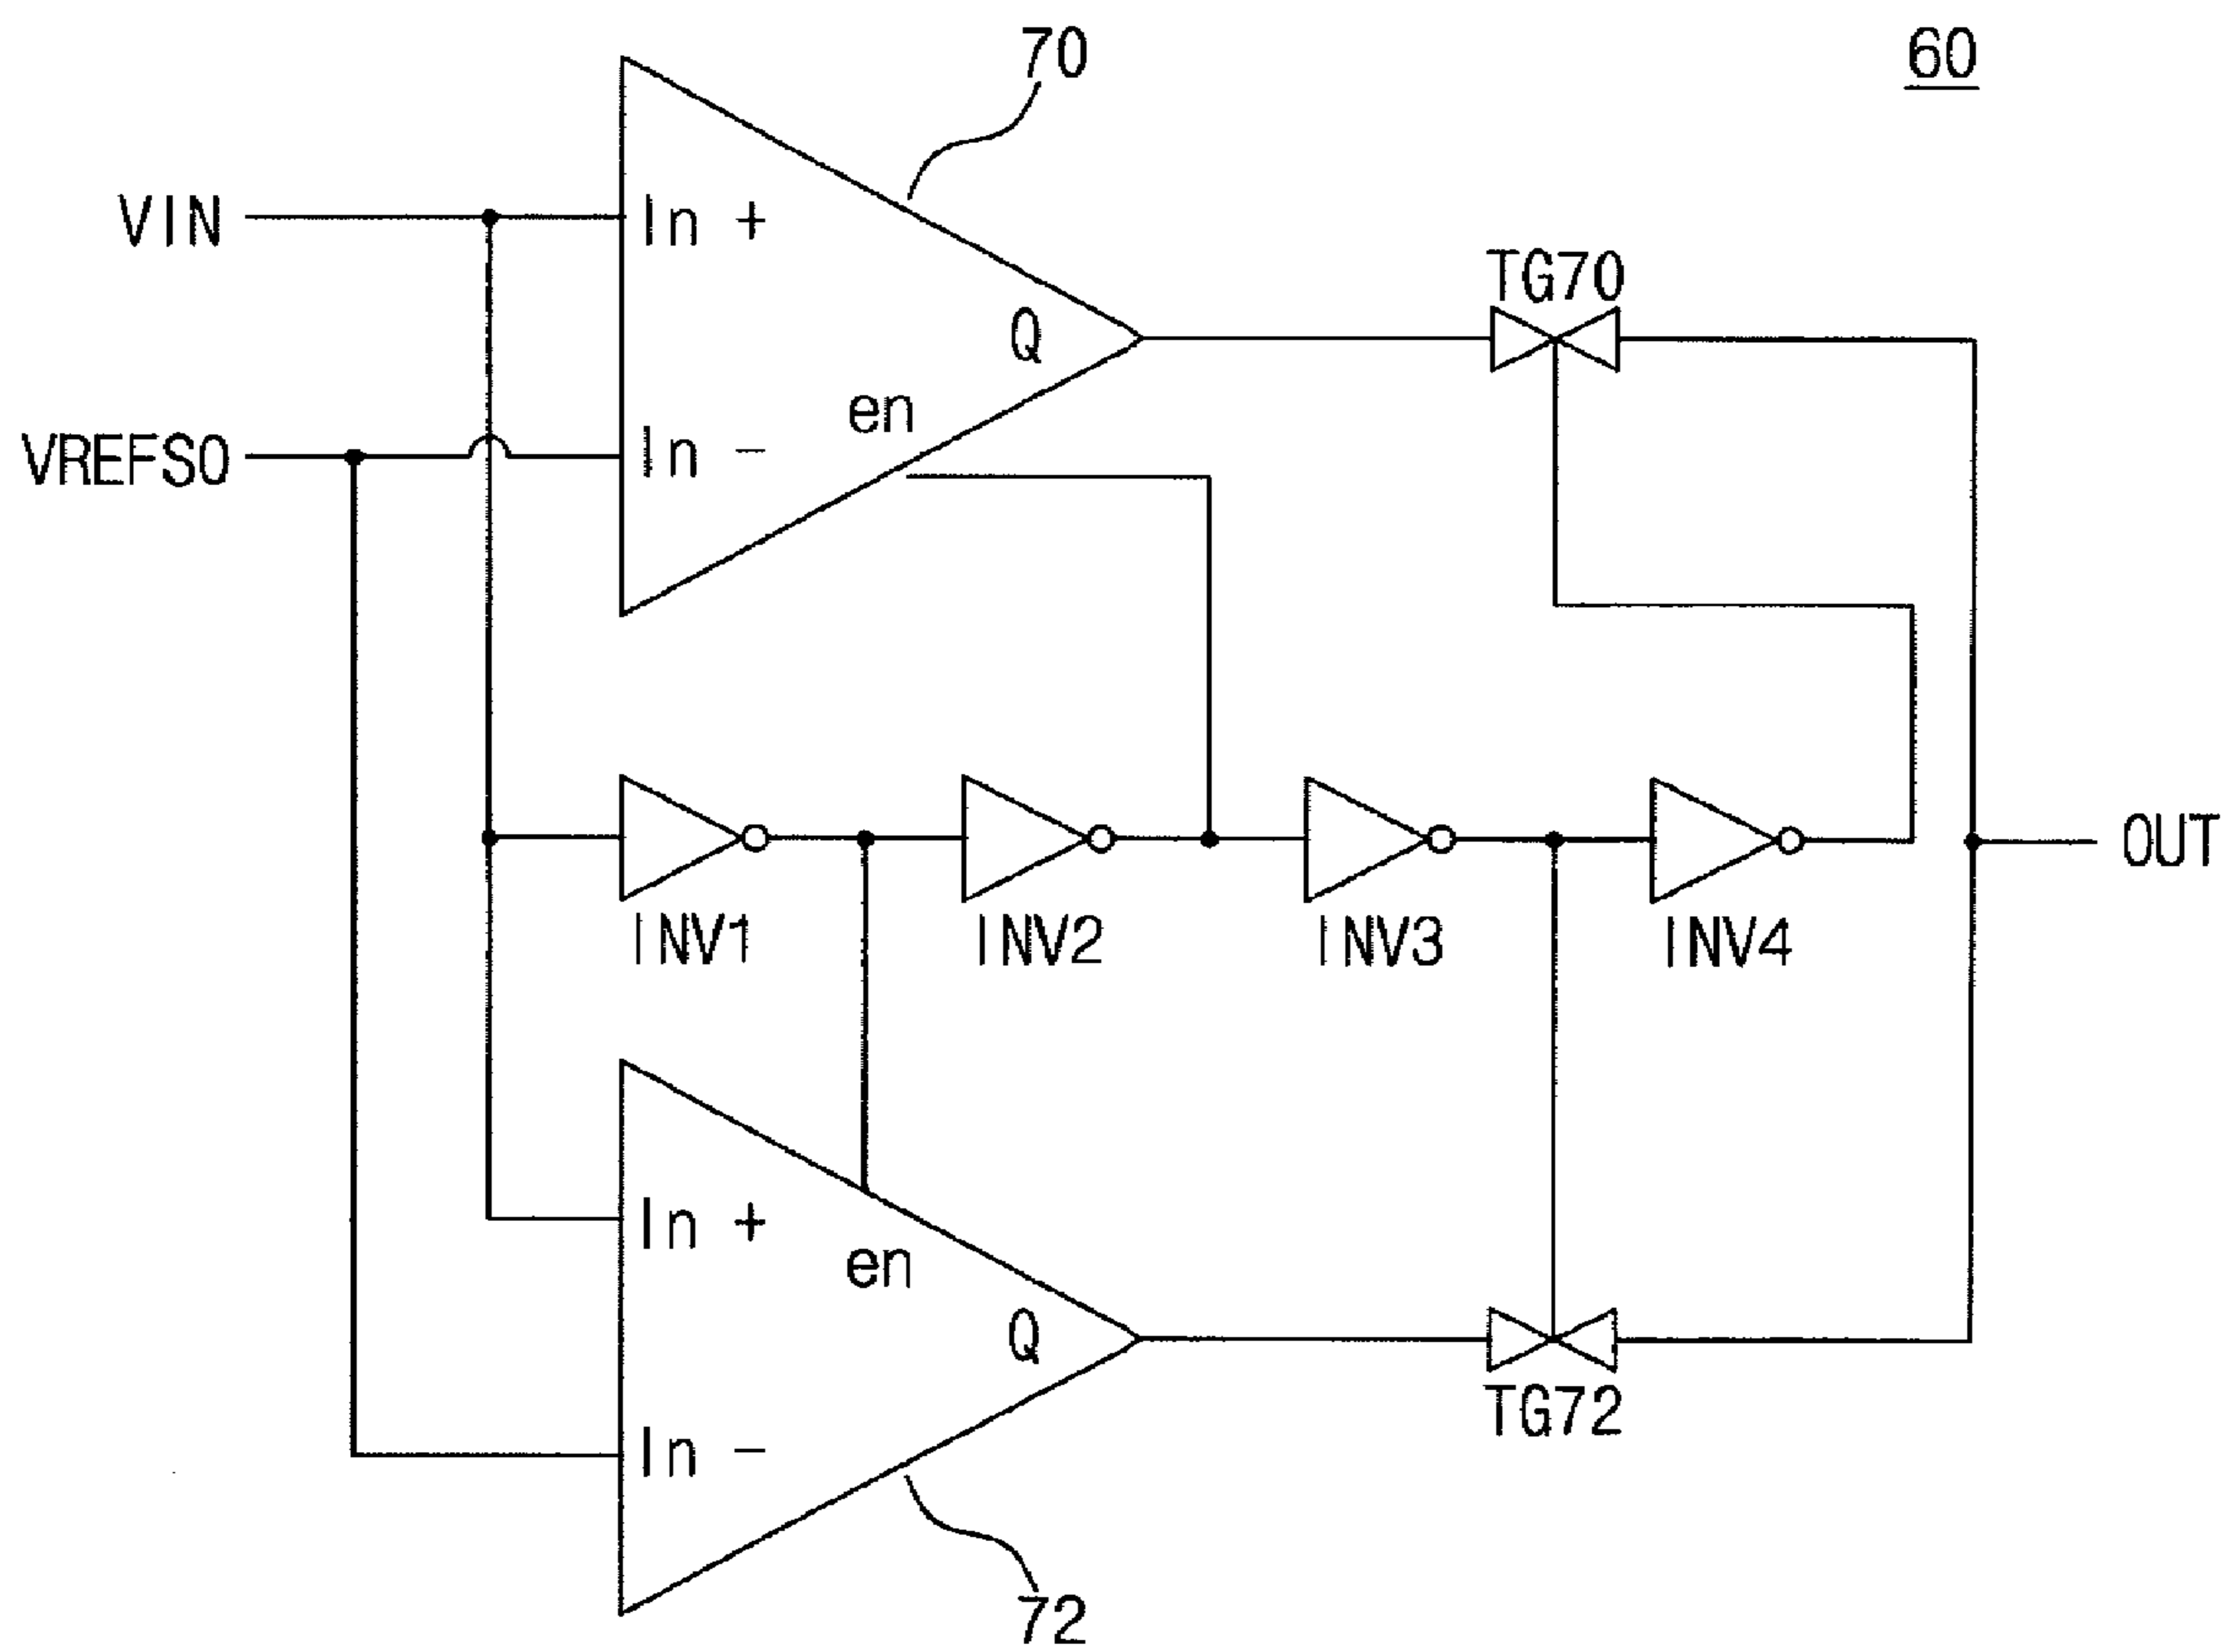 70
60
VIN
In +
TG70
Q
en
VREFS0
In -
OUT
INV1
INV2
INV3
INV4
In +
en
Q
In -
TG72
72